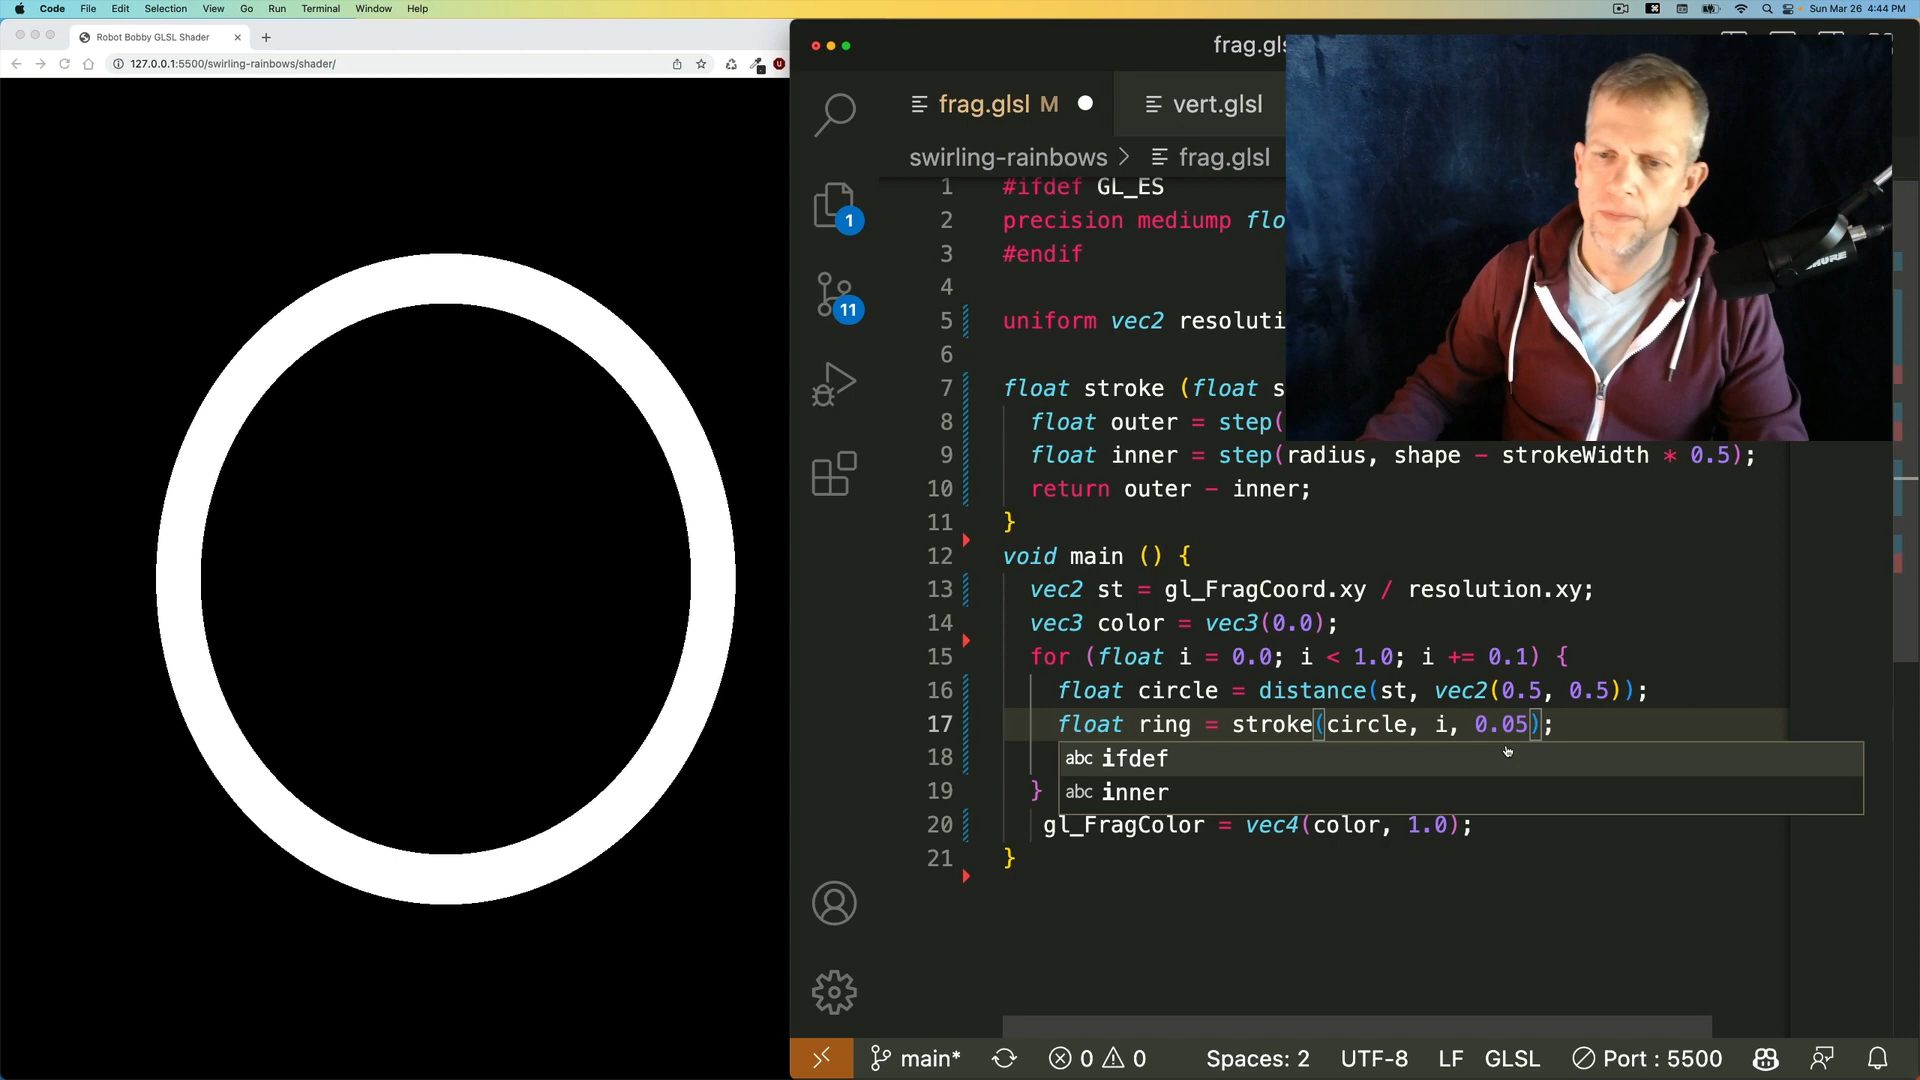 Code File Edit Selection View Go Run Terminal Window Help
Sun Mar 26 4:44 PM
Robot Bobby GLSL Shader
127.0.0.1:5500/swirling-rainbows/shader/
frag.gls
frag.glsl M
vert.glsl
swirling-rainbows > frag.glsl
1 #ifdef GL_ES
2 precision mediump flo
3 #endif
4
5 uniform vec2 resoluti
6
7 float stroke (float s
8 float outer = step(
9 float inner = step(radius, shape - strokeWidth * 0.5);
10 return outer - inner;
11 }
12 void main () {
13 vec2 st = gl_FragCoord.xy / resolution.xy;
14 vec3 color = vec3(0.0);
15 for (float i = 0.0; i < 1.0; i += 0.1) {
16 float circle = distance(st, vec2(0.5, 0.5));
17 float ring = stroke(circle, i, 0.05);
18 abc ifdef
19 } abc inner
20 gl_FragColor = vec4(color, 1.0);
21 }
1
11
SHURE
main* 0 0 Spaces: 2 UTF-8 LF GLSL Port : 5500